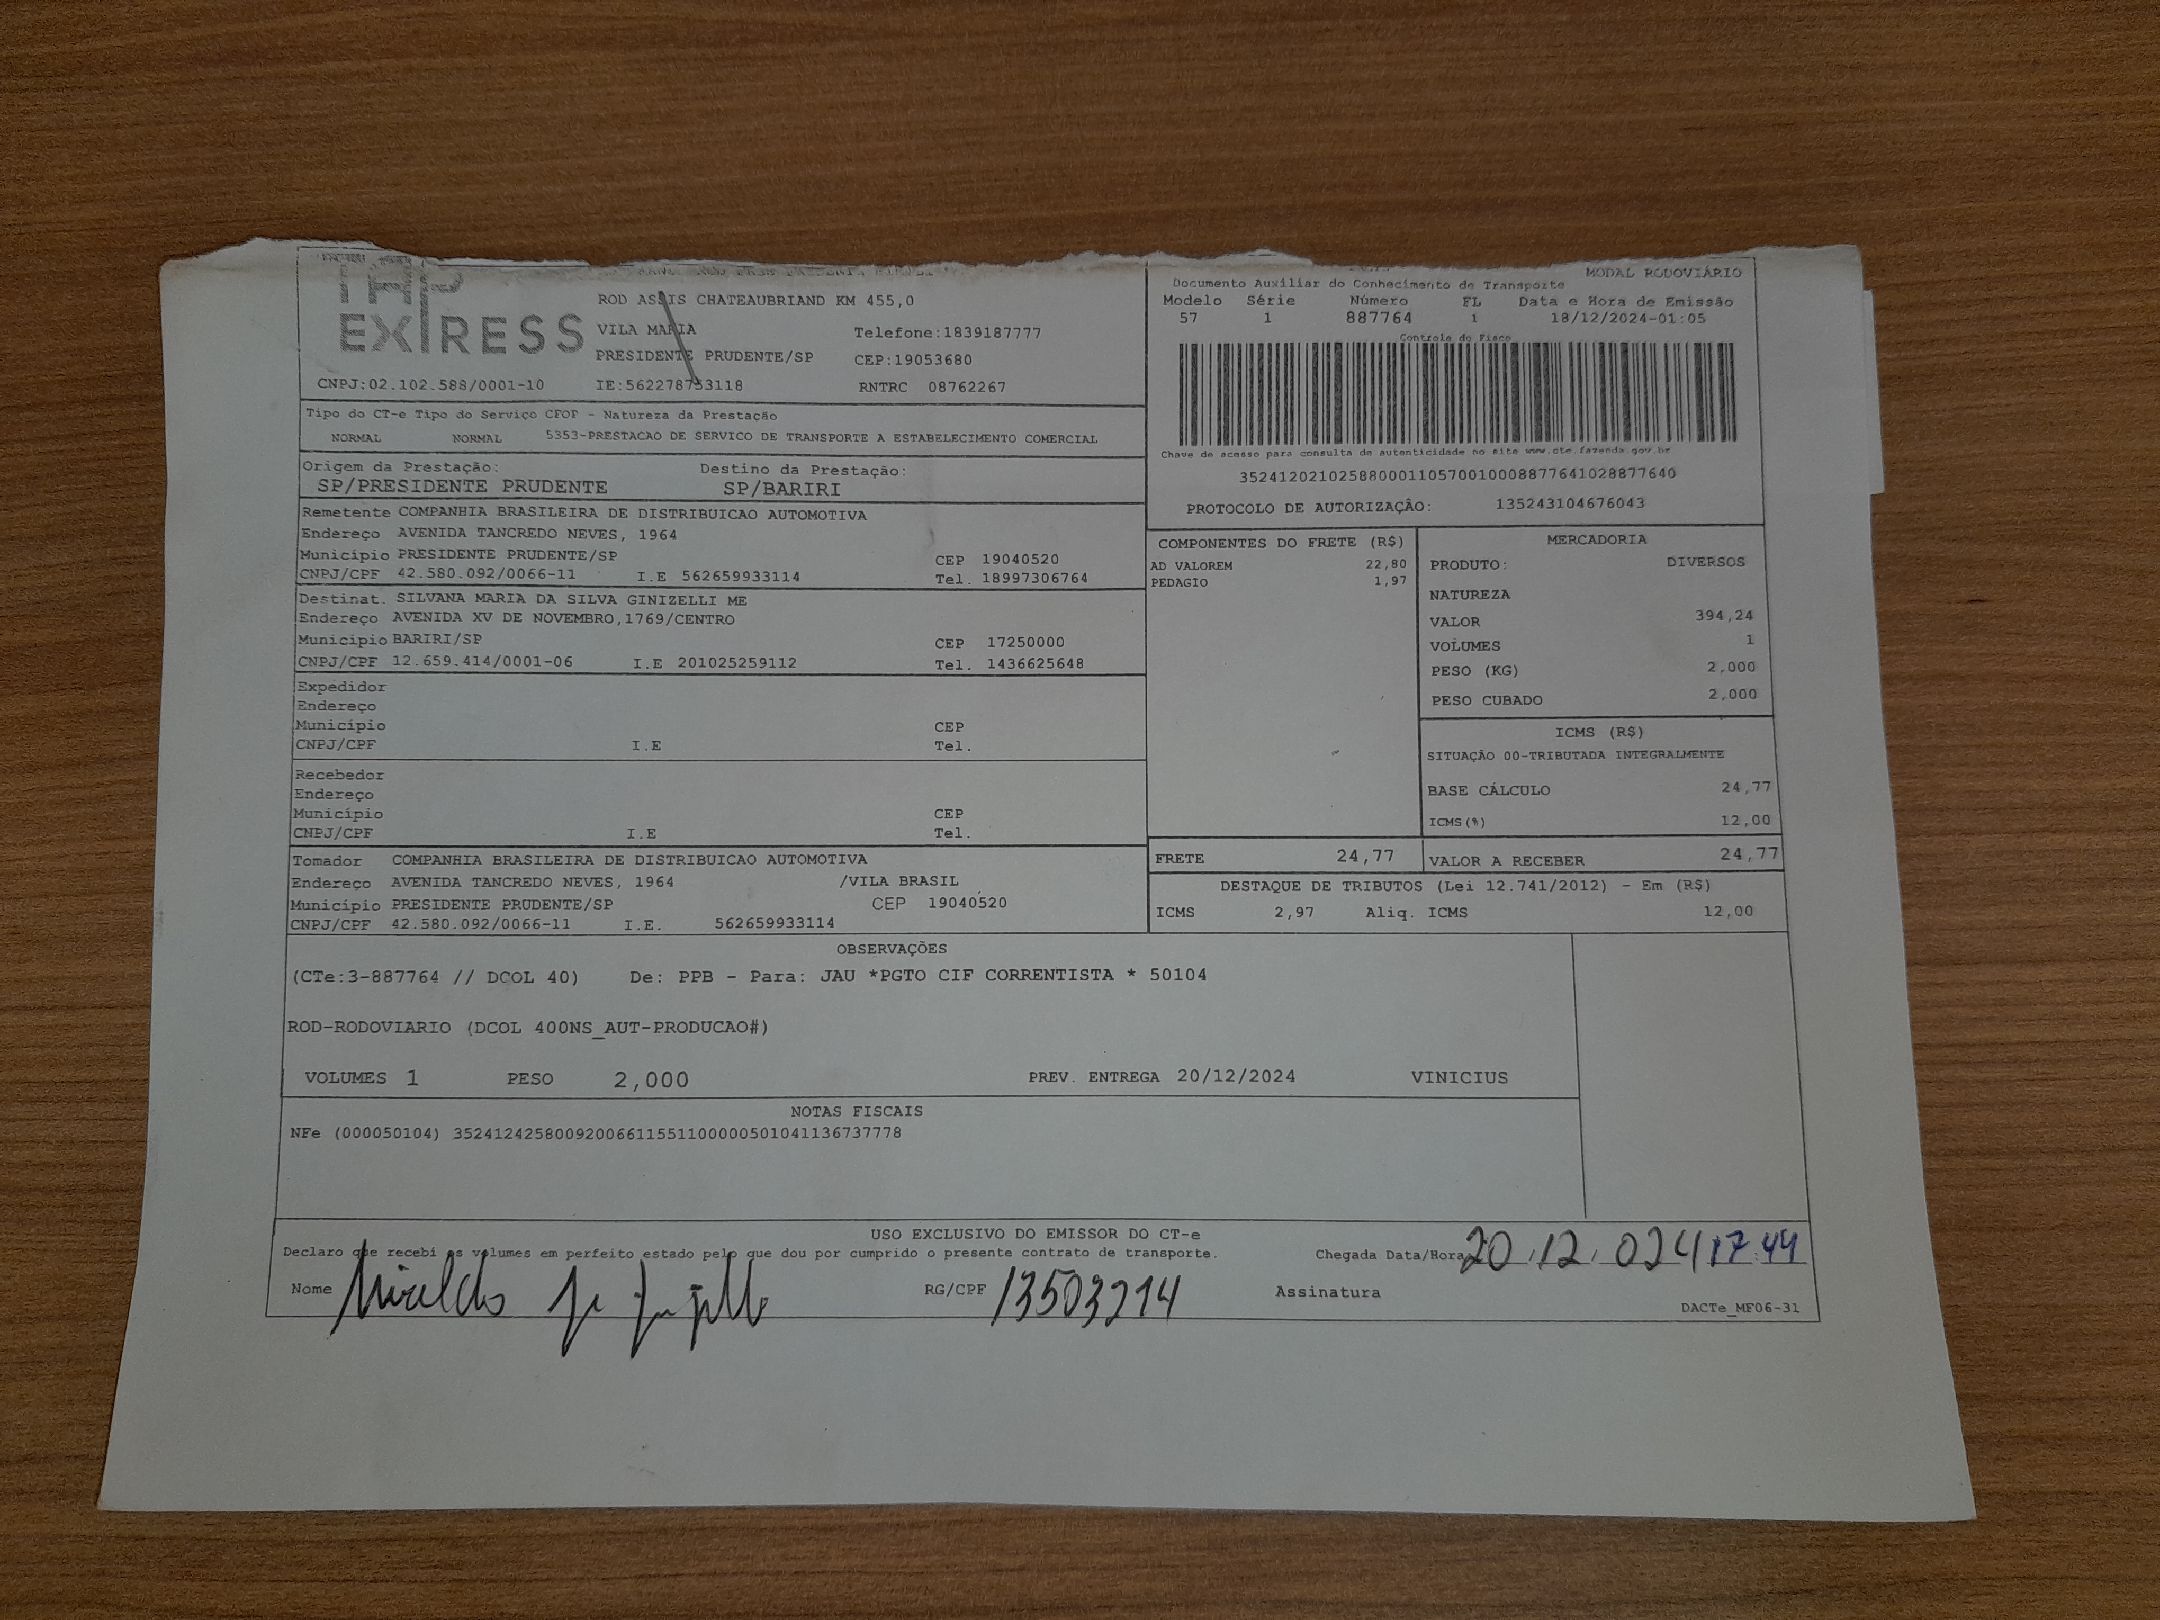 EXPRESS
ROD ASSIS CHATEAUBRIAND KM 455,0
VILA MARIA Telefone:1839187777
PRESIDENTE PRUDENTE/SP CEP:19053680
CNPJ:02.102.588/0001-10 IE:562278753118 RNTRC 08762267
MODAL RODOVIÁRIO
Documento Auxiliar do Conhecimento de Transporte
Modelo Série Número FL Data e Hora de Emissão
57 1 887764 1 18/12/2024-01:05
Controle do Fisco
Chave de acesso para consulta de autenticidade no site www.cte.fazenda.gov.br
35241202102588000110570010008877641028877640
PROTOCOLO DE AUTORIZAÇÃO: 135243104676043
Tipo do CT-e Tipo do Serviço CFOP - Natureza da Prestação
NORMAL NORMAL 5353-PRESTACAO DE SERVICO DE TRANSPORTE A ESTABELECIMENTO COMERCIAL
Origem da Prestação: Destino da Prestação:
SP/PRESIDENTE PRUDENTE SP/BARIRI
Remetente COMPANHIA BRASILEIRA DE DISTRIBUICAO AUTOMOTIVA
Endereço AVENIDA TANCREDO NEVES, 1964
Município PRESIDENTE PRUDENTE/SP CEP 19040520
CNPJ/CPF 42.580.092/0066-11 I.E 562659933114 Tel. 18997306764
Destinat. SILVANA MARIA DA SILVA GINIZELLI ME
Endereço AVENIDA XV DE NOVEMBRO,1769/CENTRO
Município BARIRI/SP CEP 17250000
CNPJ/CPF 12.659.414/0001-06 I.E 201025259112 Tel. 1436625648
Expedidor
Endereço
Município CEP
CNPJ/CPF I.E Tel.
Recebedor
Endereço
Município CEP
CNPJ/CPF I.E Tel.
Tomador COMPANHIA BRASILEIRA DE DISTRIBUICAO AUTOMOTIVA
Endereço AVENIDA TANCREDO NEVES, 1964 /VILA BRASIL
Município PRESIDENTE PRUDENTE/SP CEP 19040520
CNPJ/CPF 42.580.092/0066-11 I.E. 562659933114
COMPONENTES DO FRETE (R$)
AD VALOREM 22,80
PEDAGIO 1,97
MERCADORIA
PRODUTO: DIVERSOS
NATUREZA
VALOR 394,24
VOLUMES 1
PESO (KG) 2,000
PESO CUBADO 2,000
ICMS (R$)
SITUAÇÃO 00-TRIBUTADA INTEGRALMENTE
BASE CÁLCULO 24,77
ICMS(%) 12,00
FRETE 24,77 VALOR A RECEBER 24,77
DESTAQUE DE TRIBUTOS (Lei 12.741/2012) - Em (R$)
ICMS 2,97 Aliq. ICMS 12,00
OBSERVAÇÕES
(CTe:3-887764 // DCOL 40) De: PPB - Para: JAU *PGTO CIF CORRENTISTA * 50104
ROD-RODOVIARIO (DCOL 400NS_AUT-PRODUCAO#)
VOLUMES 1 PESO 2,000 PREV. ENTREGA 20/12/2024 VINICIUS
NOTAS FISCAIS
NFe (000050104) 35241242580092006611551100000501041136737778
USO EXCLUSIVO DO EMISSOR DO CT-e
Declaro que recebi os volumes em perfeito estado pelo que dou por cumprido o presente contrato de transporte. Chegada Data/Hora 20.12.024 17:44
Nome RG/CPF 13503214 Assinatura
DACTe_MF06-31